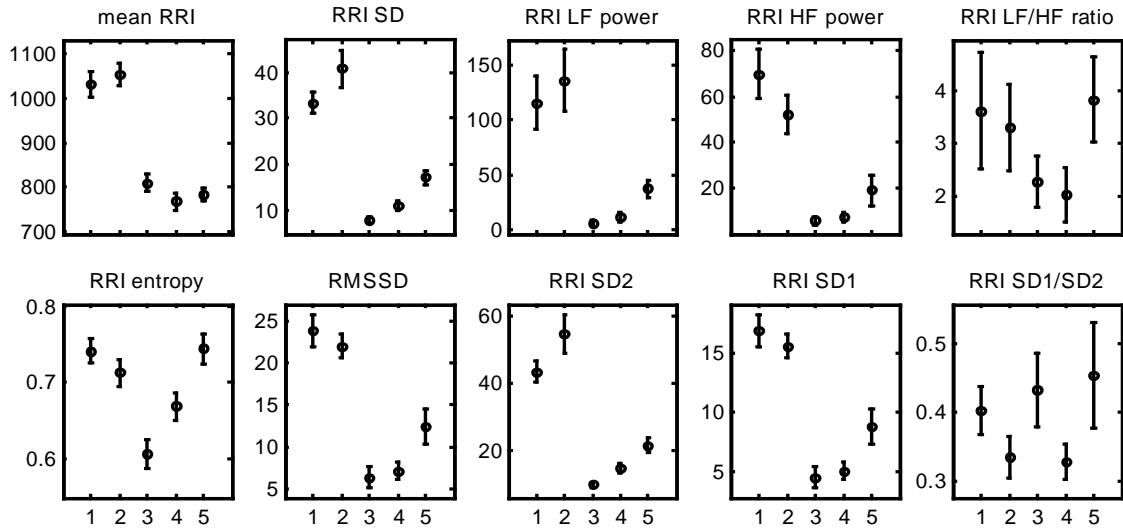 mean RRI
RRI SD
RRI LF power
RRI HF power
RRI LF/HF ratio
1100
1000
900
800
700
40
30
20
10
150
100
50
0
80
60
40
20
4
3
2
RRI entropy
RMSSD
RRI SD2
RRI SD1
RRI SD1/SD2
0.8
0.7
0.6
25
20
15
10
5
60
40
20
15
10
5
0.5
0.4
0.3
1 2 3 4 5
1 2 3 4 5
1 2 3 4 5
1 2 3 4 5
1 2 3 4 5